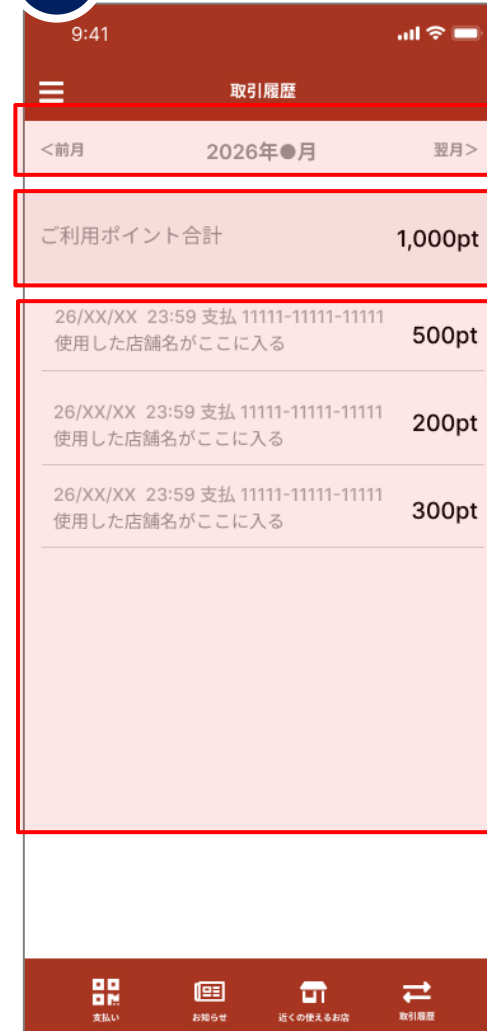 9:41
取引履歴
<前月 2026年●月 翌月>
ご利用ポイント合計 1,000pt
26/XX/XX 23:59 支払 11111-11111-11111
使用した店舗名がここに入る
500pt
26/XX/XX 23:59 支払 11111-11111-11111
使用した店舗名がここに入る
200pt
26/XX/XX 23:59 支払 11111-11111-11111
使用した店舗名がここに入る
300pt
支払い お知らせ 近くの使えるお店 取引履歴